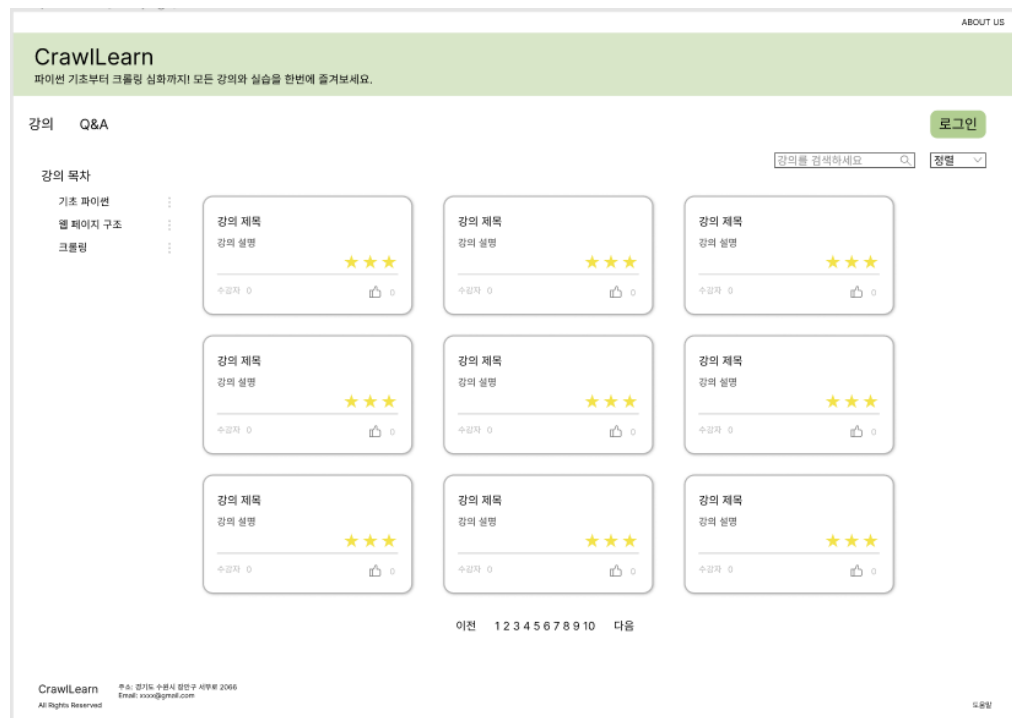 ABOUT US
CrawlLearn
파이썬 기초부터 크롤링 심화까지! 모든 강의와 실습을 한번에 즐겨보세요.
강의 Q&A 로그인
강의를 검색하세요 정렬
강의 목차
기초 파이썬
웹 페이지 구조
크롤링
강의 제목 강의 제목 강의 제목
강의 설명 강의 설명 강의 설명
수강자 0 0 수강자 0 0 수강자 0 0
강의 제목 강의 제목 강의 제목
강의 설명 강의 설명 강의 설명
수강자 0 0 수강자 0 0 수강자 0 0
강의 제목 강의 제목 강의 제목
강의 설명 강의 설명 강의 설명
수강자 0 0 수강자 0 0 수강자 0 0
이전 1 2 3 4 5 6 7 8 9 10 다음
CrawlLearn 주소: 경기도 수원시 장안구 서부로 2066
Email: xxxx@gmail.com
All Rights Reserved 도움말